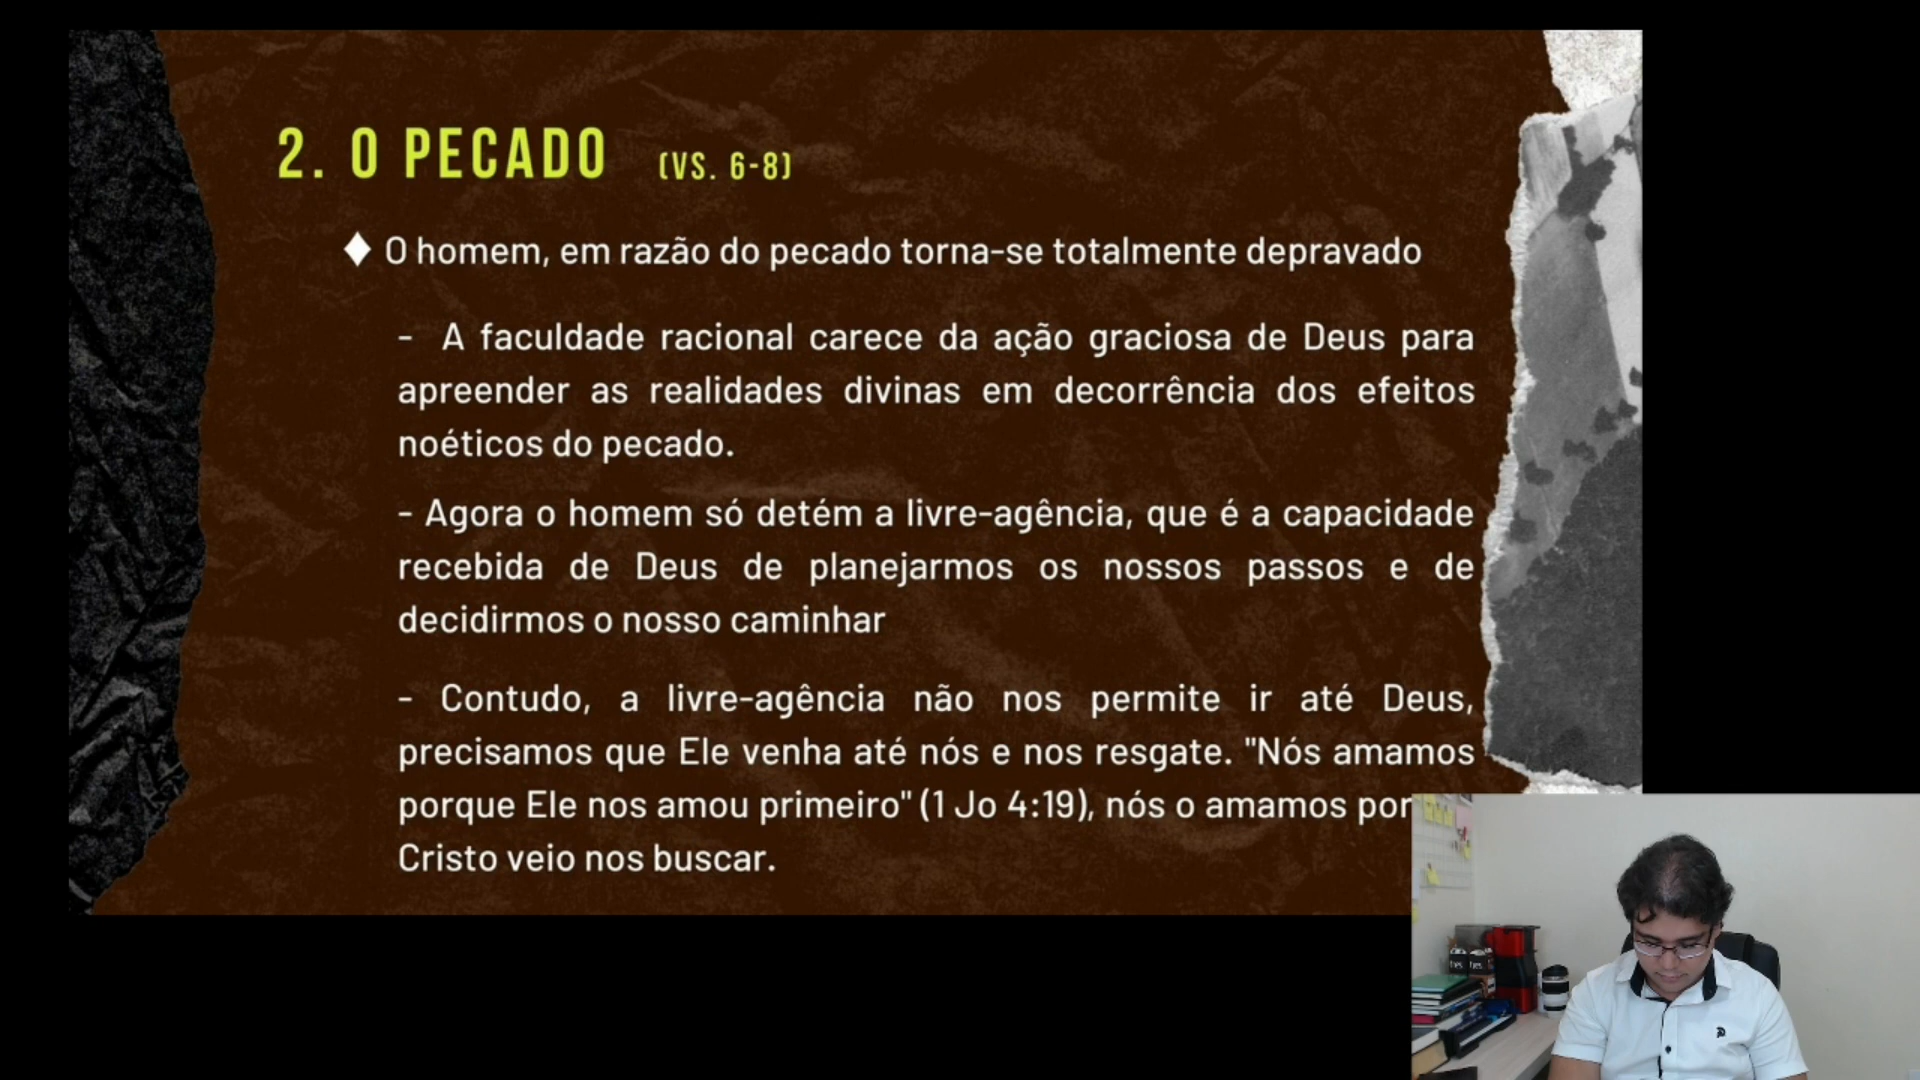 2. O PECADO (VS. 6-8)
O homem, em razão do pecado torna-se totalmente depravado
- A faculdade racional carece da ação graciosa de Deus para
apreender as realidades divinas em decorrência dos efeitos
noéticos do pecado.
- Agora o homem só detém a livre-agência, que é a capacidade
recebida de Deus de planejarmos os nossos passos e de
decidirmos o nosso caminhar
- Contudo, a livre-agência não nos permite ir até Deus,
precisamos que Ele venha até nós e nos resgate. "Nós amamos
porque Ele nos amou primeiro" (1 Jo 4:19), nós o amamos por
Cristo veio nos buscar.